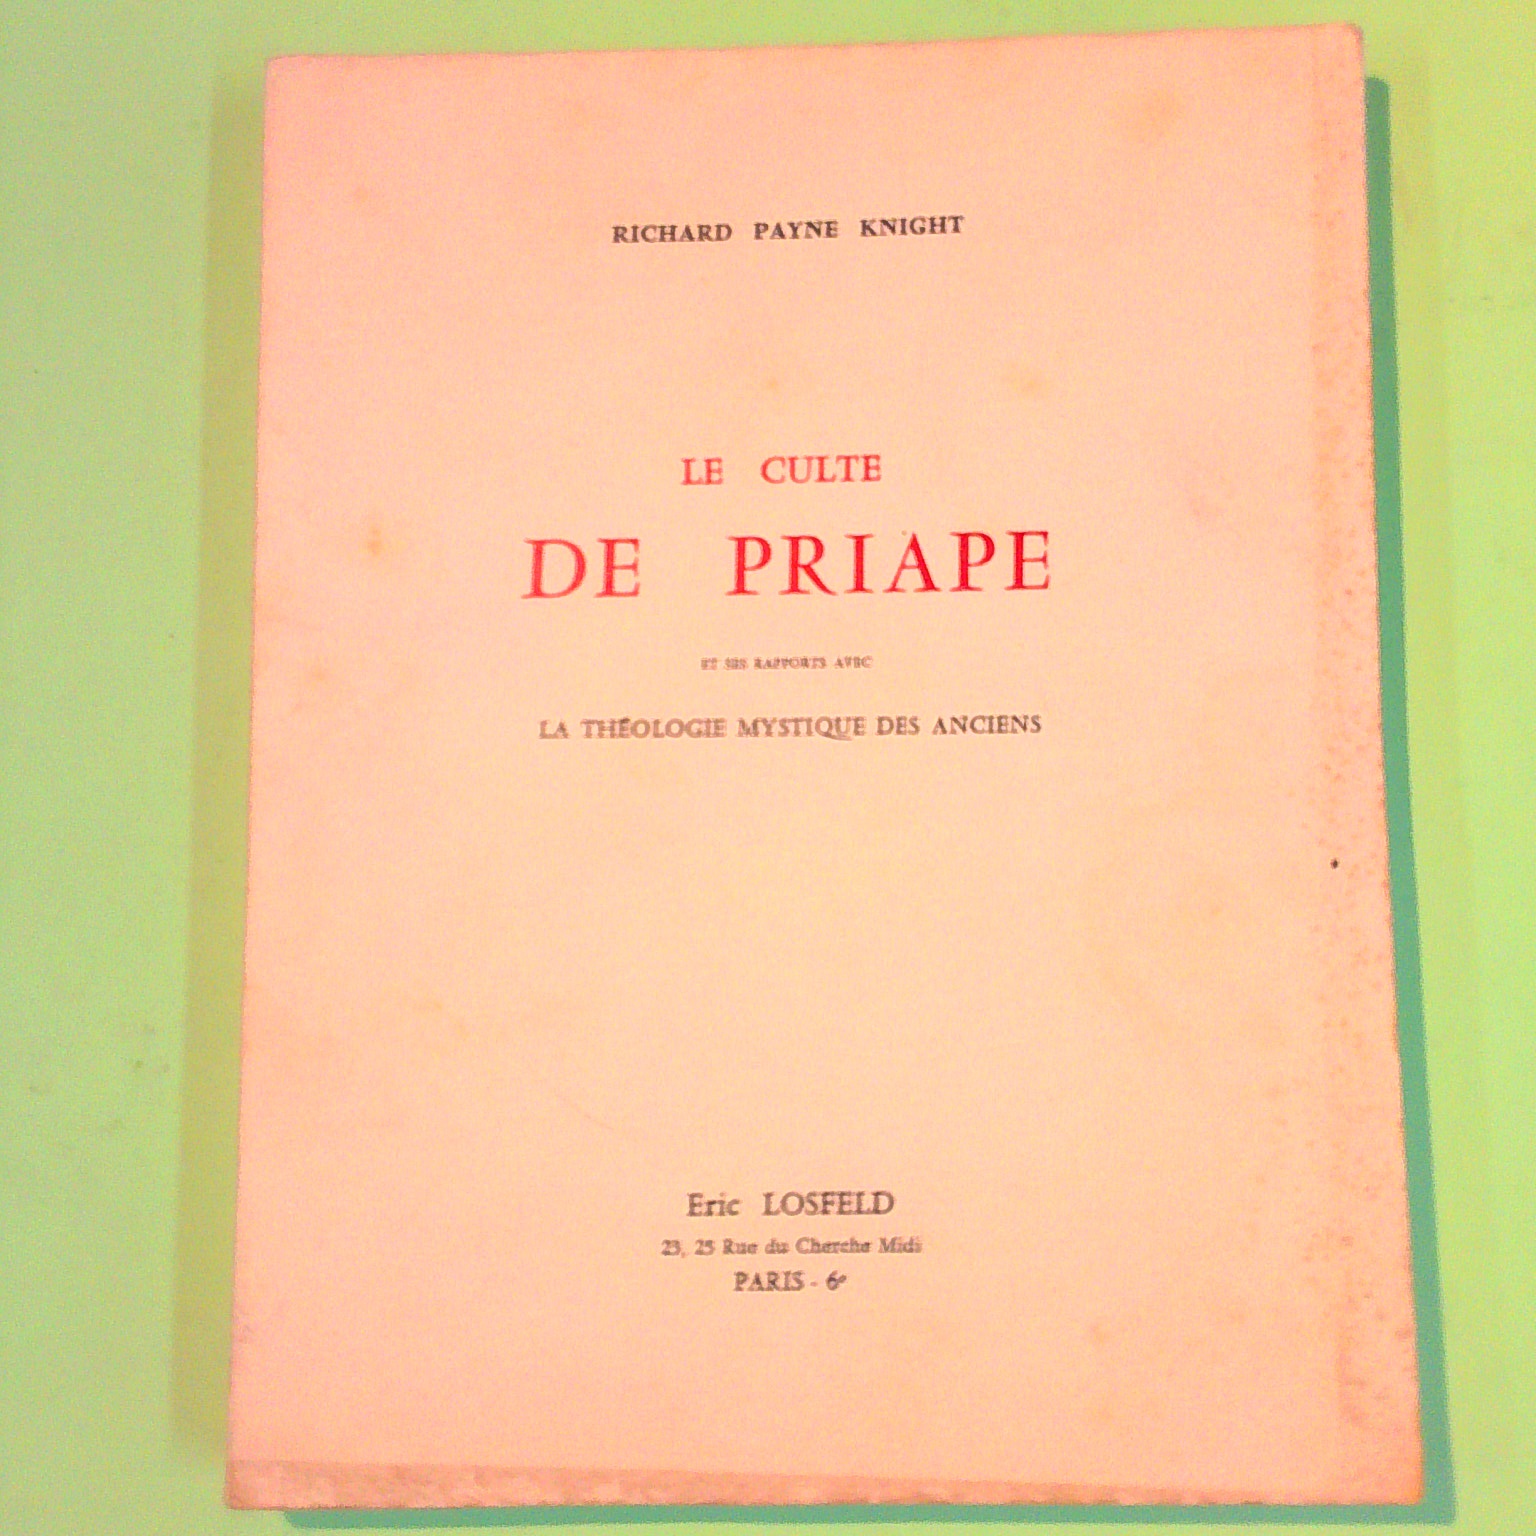 RICHARD PAYNE KNIGHT
LE CULTE
DE PRIAPE
ET SES RAPPORTS AVEC
LA THÉOLOGIE MYSTIQUE DES ANCIENS
Eric LOSFELD
23, 25 Rue du Cherche Midi
PARIS - 6e